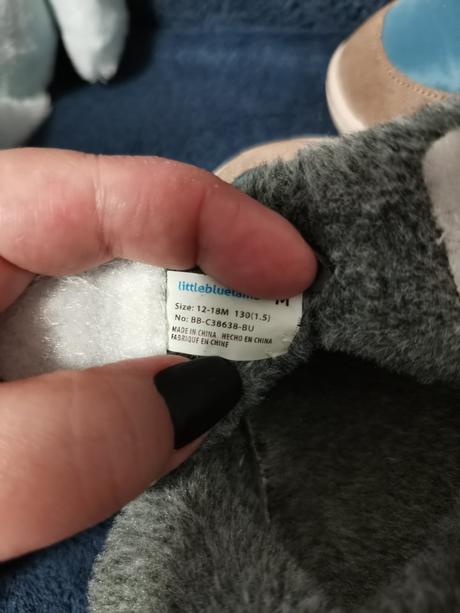 M
Size: 12-18M 130(1.5)
No: BB-C38638-BU
MADE IN CHINA HECHO EN CHINA
FABRIQUE EN CHINE